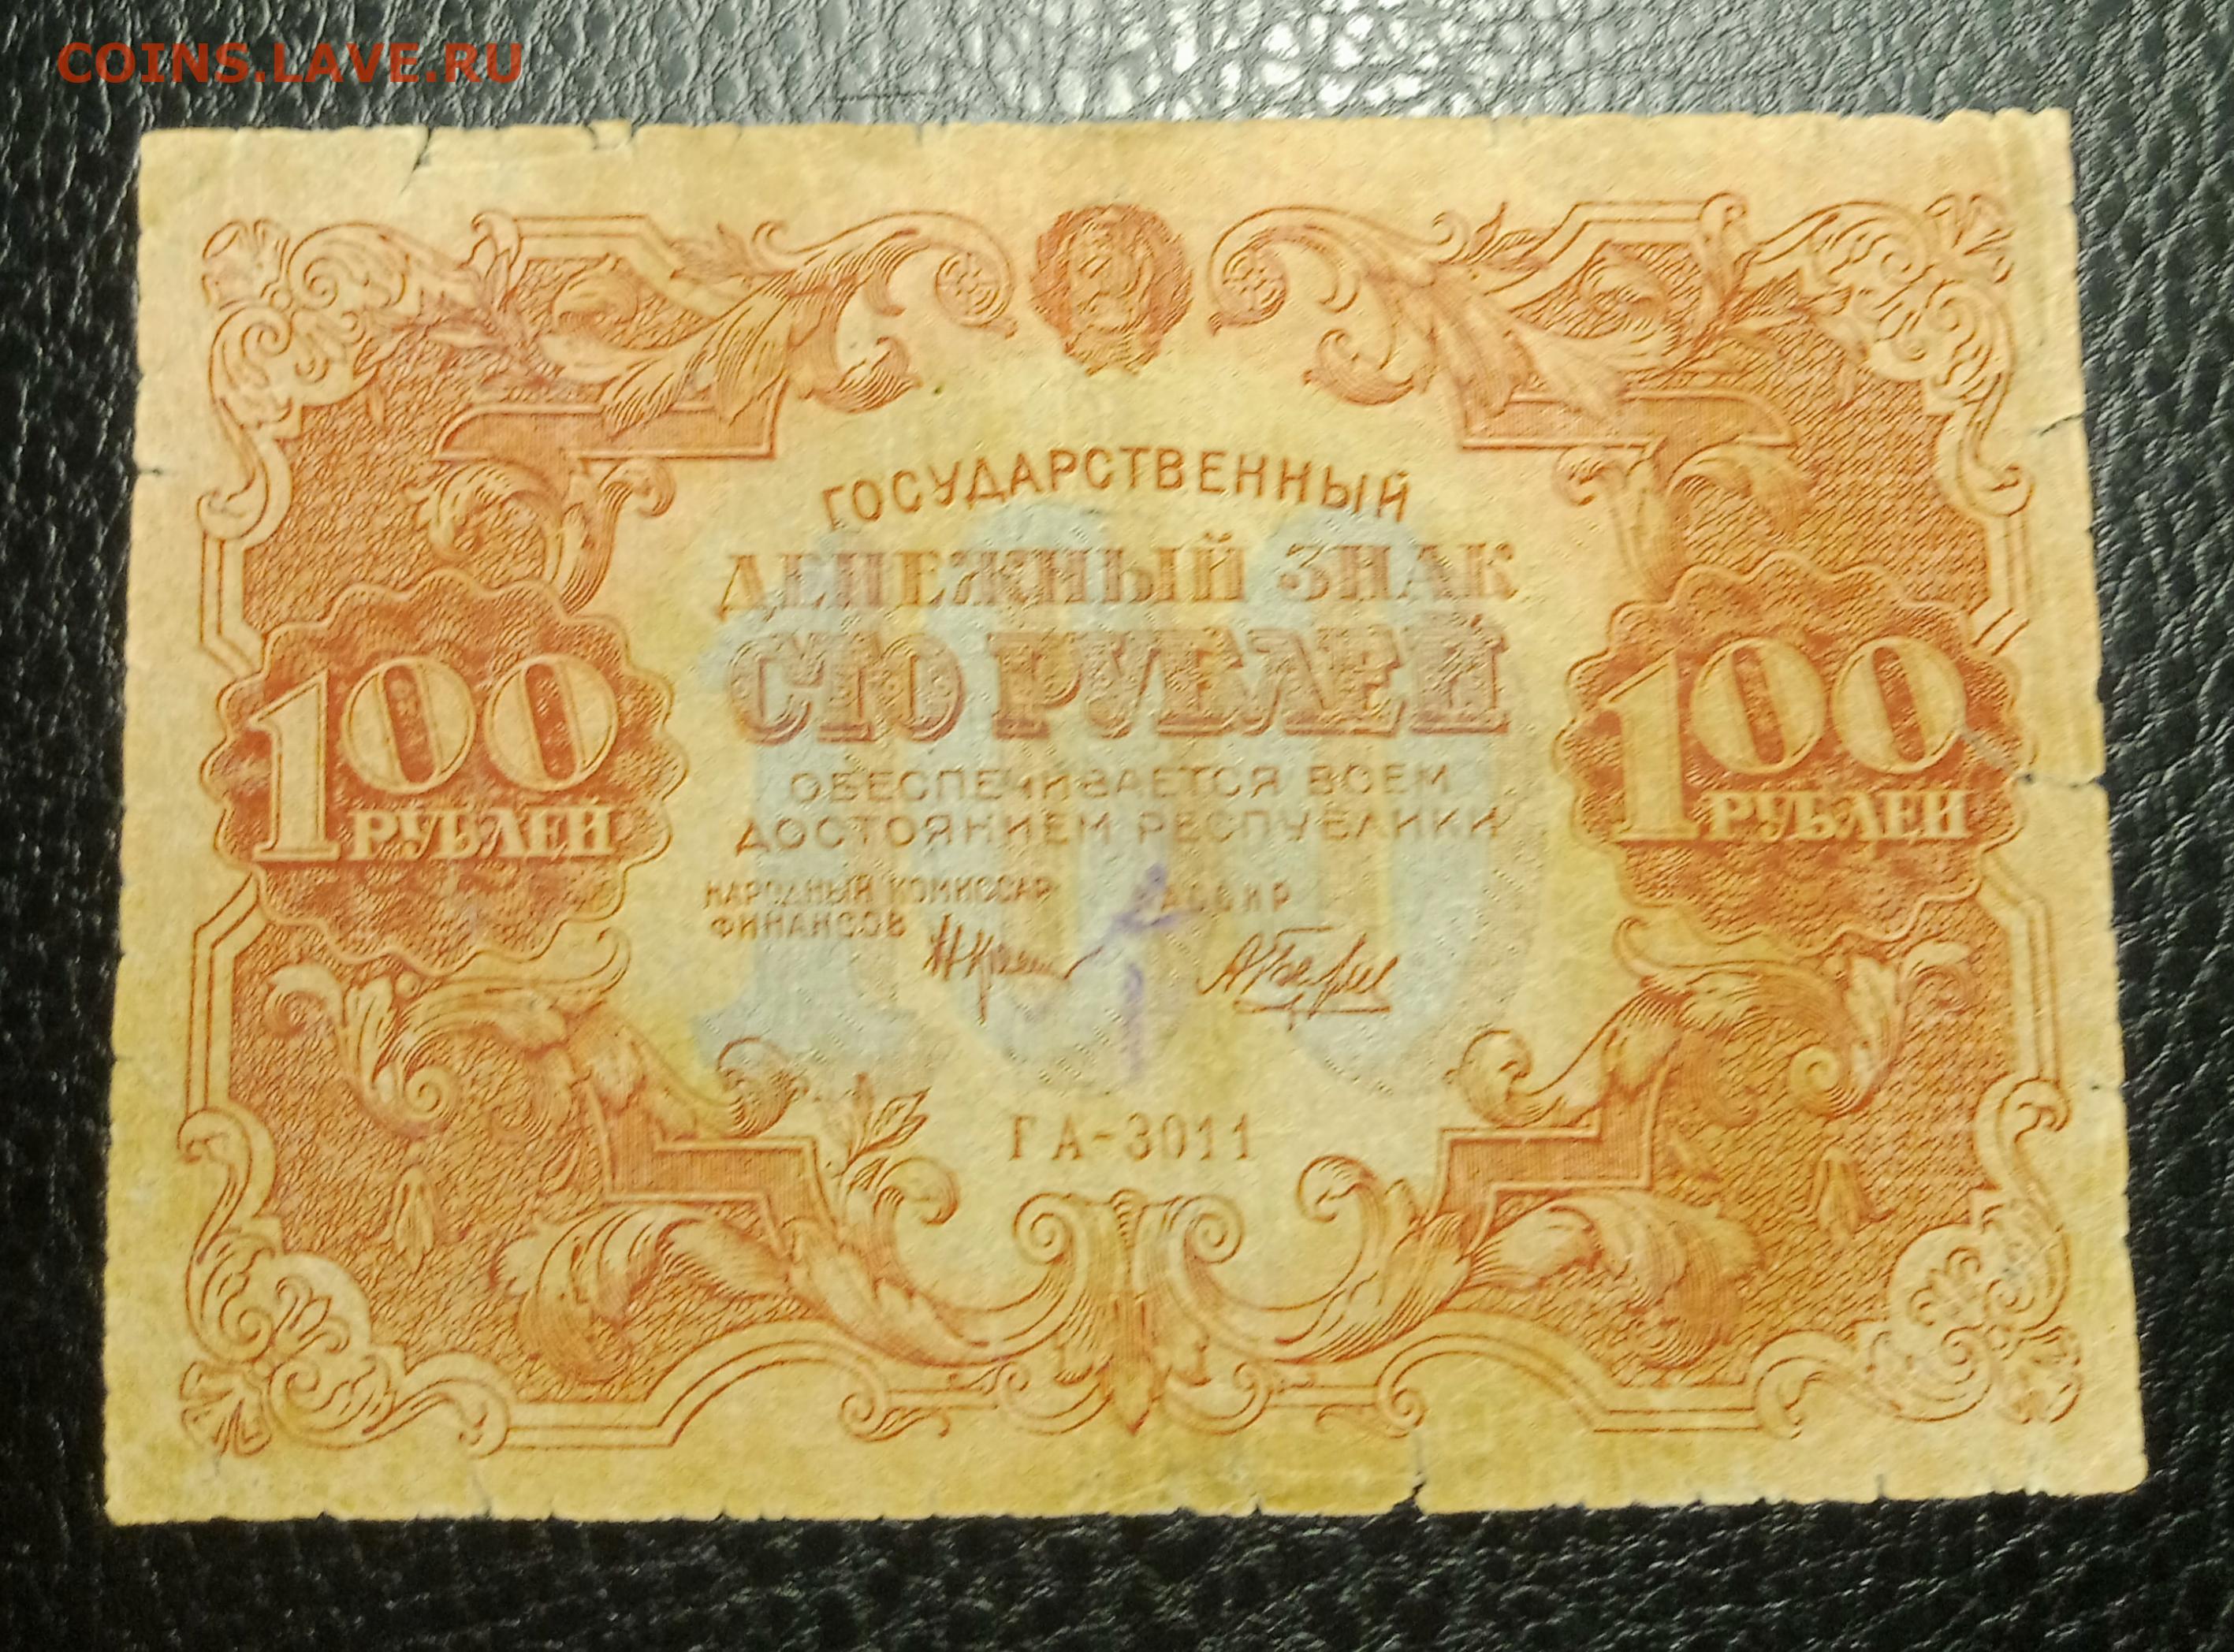 COINS.LAVE.RU
ГОСУДАРСТВЕННЫЙ
ДЕНЕЖНЫЙ ЗНАК
СТО РУБЛЕЙ
ОБЕСПЕЧИВАЕТСЯ ВСЕМ
ДОСТОЯНИЕМ РЕСПУБЛИКИ
НАРОДНЫЙ КОМИССАР
ФИНАНСОВ
КАССИР
100
РУБЛЕЙ
100
РУБЛЕЙ
ГА-3011